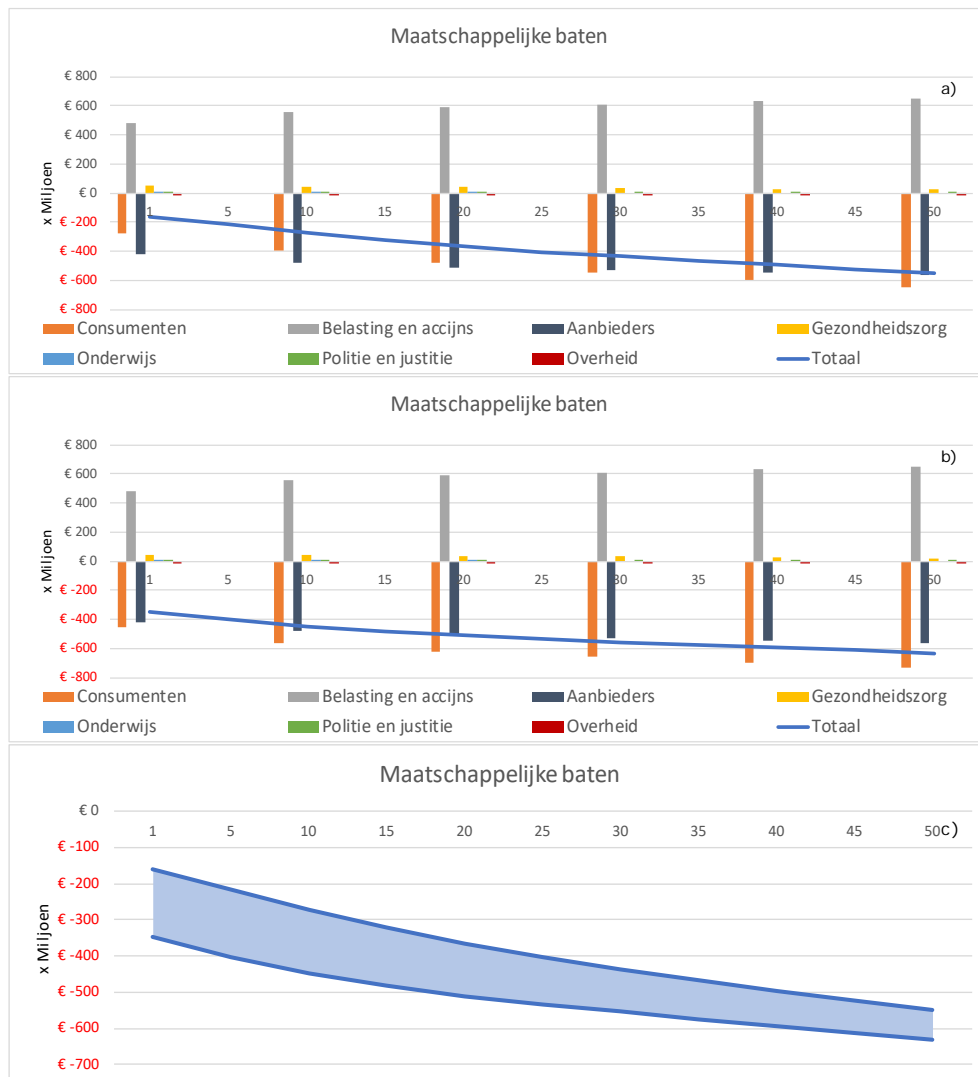 Maatschappelijke baten
a)
€ 800
€ 600
€ 400
€ 200
€ 0
€ -200
€ -400
€ -600
€ -800
x Miljoen
1 5 10 15 20 25 30 35 40 45 50
Consumenten Belasting en accijns Aanbieders Gezondheidszorg
Onderwijs Politie en justitie Overheid Totaal
Maatschappelijke baten
b)
€ 800
€ 600
€ 400
€ 200
€ 0
€ -200
€ -400
€ -600
€ -800
x Miljoen
1 5 10 15 20 25 30 35 40 45 50
Consumenten Belasting en accijns Aanbieders Gezondheidszorg
Onderwijs Politie en justitie Overheid Totaal
Maatschappelijke baten
€ 0
1 5 10 15 20 25 30 35 40 45 50 c)
€ -100
€ -200
€ -300
€ -400
€ -500
€ -600
€ -700
x Miljoen